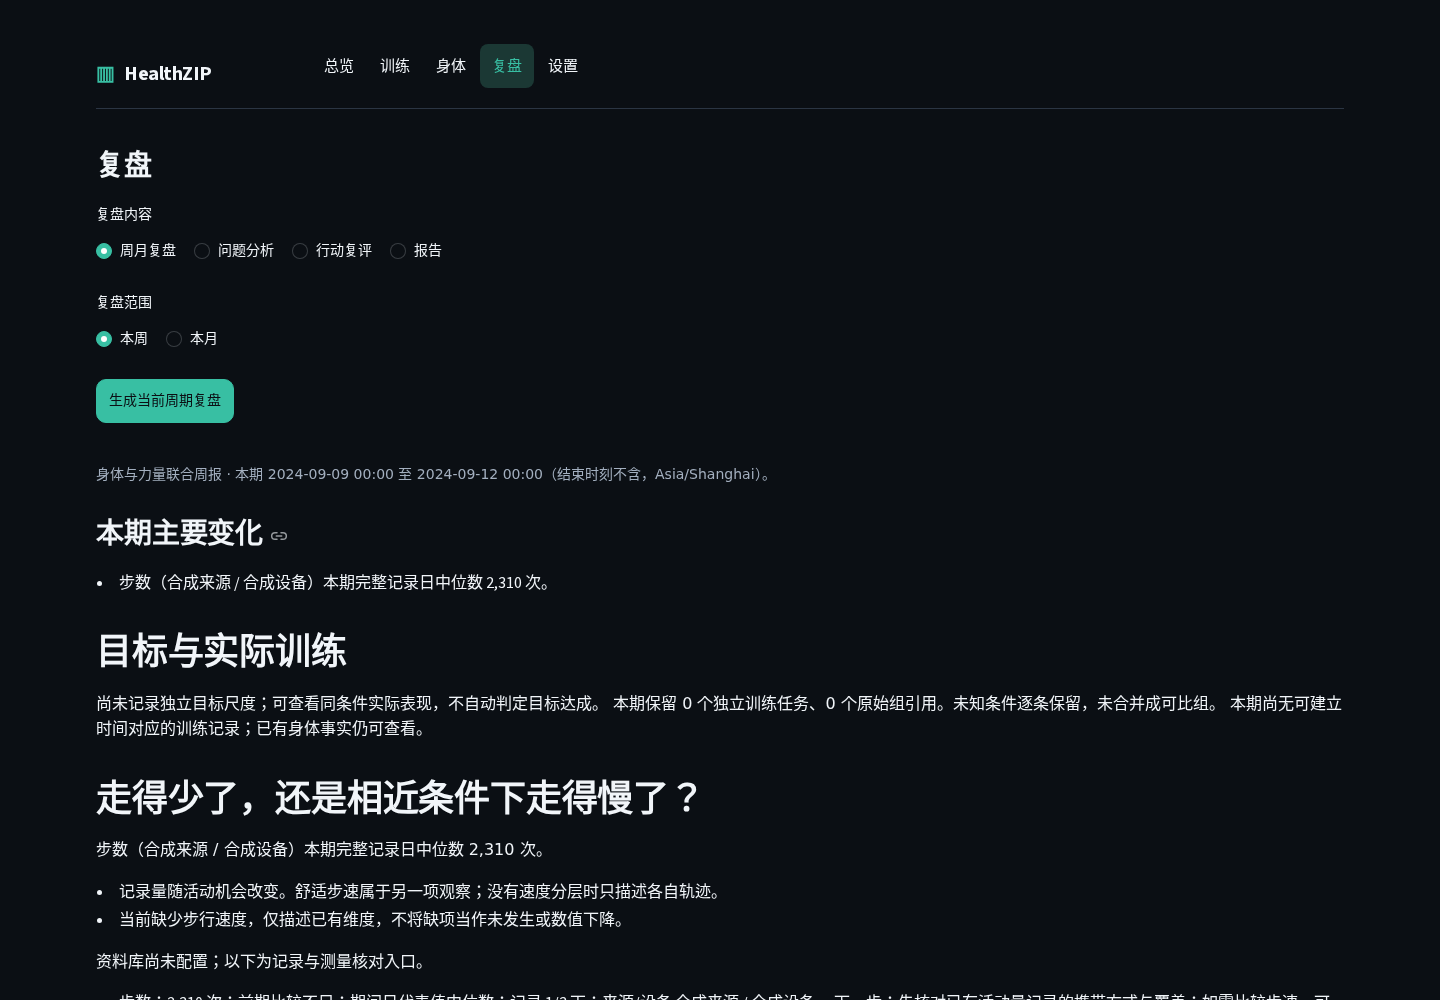 HealthZIP
总览 训练 身体 复盘 设置
复盘
复盘内容
周月复盘 问题分析 行动复评 报告
复盘范围
本周 本月
生成当前周期复盘
身体与力量联合周报 · 本期 2024-09-09 00:00 至 2024-09-12 00:00（结束时刻不含，Asia/Shanghai）。
本期主要变化
• 步数（合成来源 / 合成设备）本期完整记录日中位数 2,310 次。
目标与实际训练
尚未记录独立目标尺度；可查看同条件实际表现，不自动判定目标达成。 本期保留 0 个独立训练任务、0 个原始组引用。未知条件逐条保留，未合并成可比组。 本期尚无可建立
时间对应的训练记录；已有身体事实仍可查看。
走得少了，还是相近条件下走得慢了？
步数（合成来源 / 合成设备）本期完整记录日中位数 2,310 次。
• 记录量随活动机会改变。舒适步速属于另一项观察；没有速度分层时只描述各自轨迹。
• 当前缺少步行速度，仅描述已有维度，不将缺项当作未发生或数值下降。
资料库尚未配置；以下为记录与测量核对入口。